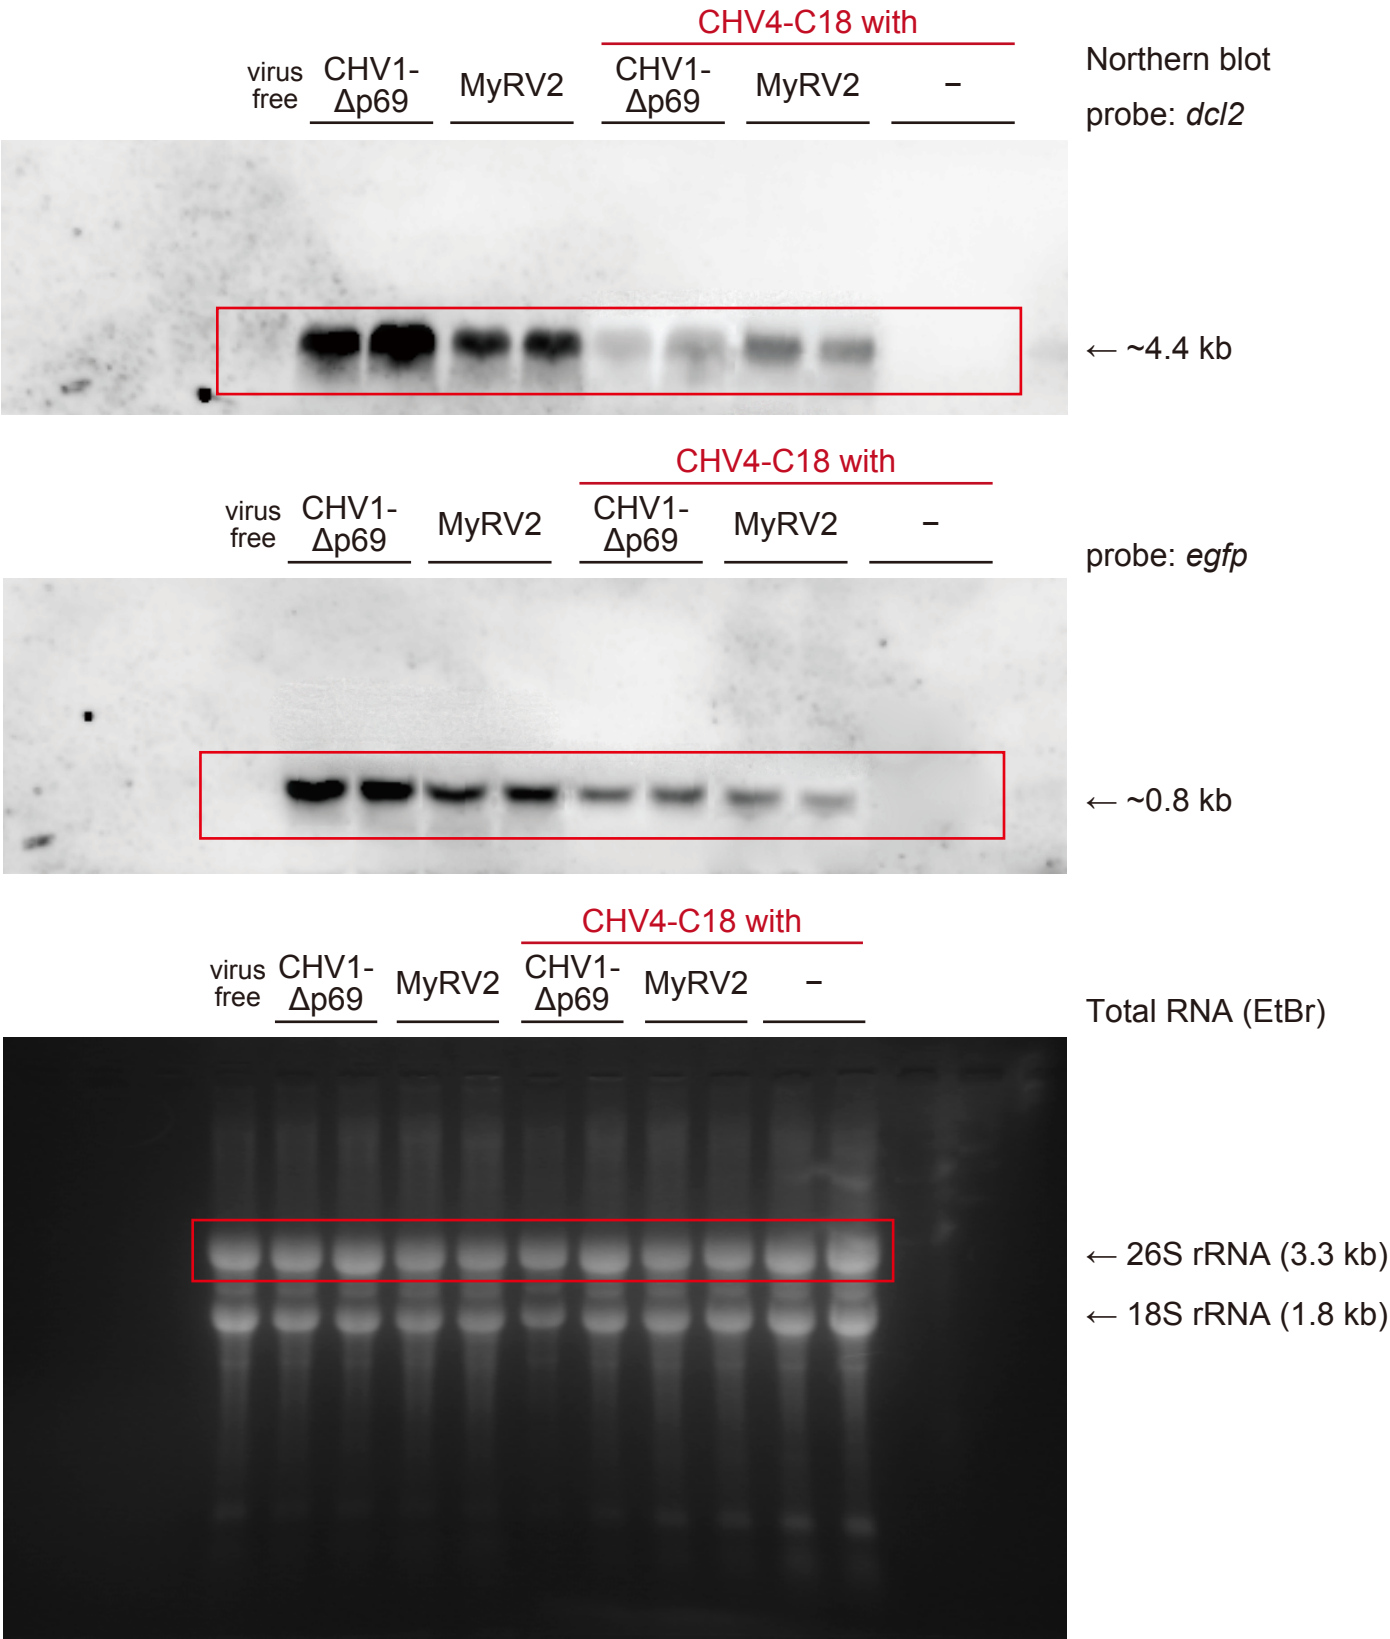 CHV4-C18 with
virus free
CHV1-Δp69
MyRV2
CHV1-Δp69
MyRV2
–
Northern blot
probe: dcl2
← ~4.4 kb
CHV4-C18 with
virus free
CHV1-Δp69
MyRV2
CHV1-Δp69
MyRV2
–
probe: egfp
← ~0.8 kb
CHV4-C18 with
virus free
CHV1-Δp69
MyRV2
CHV1-Δp69
MyRV2
–
Total RNA (EtBr)
← 26S rRNA (3.3 kb)
← 18S rRNA (1.8 kb)